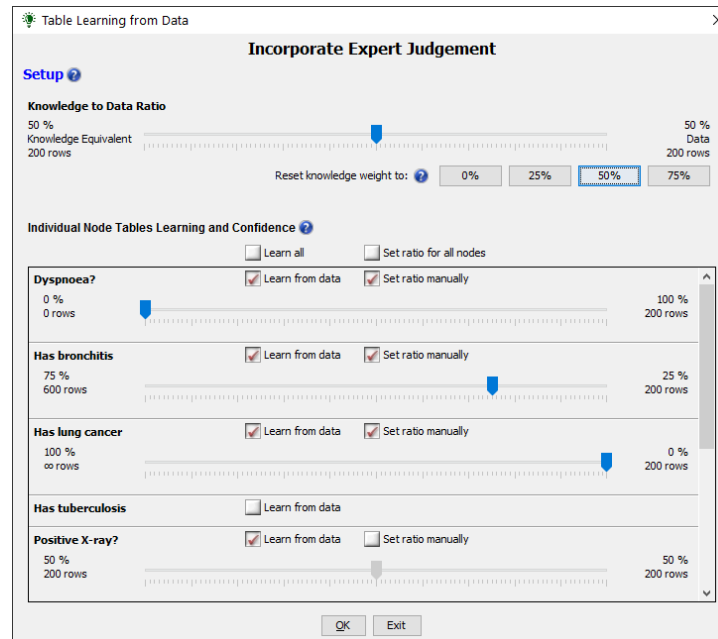 Table Learning from Data
Incorporate Expert Judgement
Setup
Knowledge to Data Ratio
50 %
Knowledge Equivalent
200 rows
50 %
Data
200 rows
Reset knowledge weight to: 0% 25% 50% 75%
Individual Node Tables Learning and Confidence
Learn all Set ratio for all nodes
Dyspnoea? Learn from data Set ratio manually
0 % 100 %
0 rows 200 rows
Has bronchitis Learn from data Set ratio manually
75 % 25 %
600 rows 200 rows
Has lung cancer Learn from data Set ratio manually
100 % 0 %
∞ rows 200 rows
Has tuberculosis Learn from data
Positive X-ray? Learn from data Set ratio manually
50 % 50 %
200 rows 200 rows
OK Exit